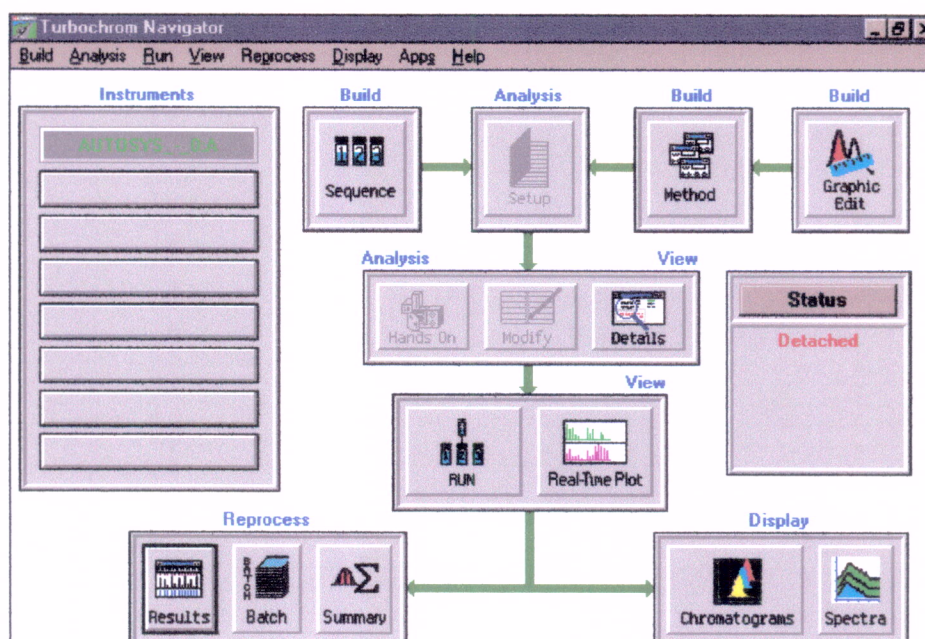 Turbochrom Navigator
Build Analysis Run View Reprocess Display Apps Help
Instruments
Build
Analysis
Build
Build
Sequence
Setup
Method
Graphic
Edit
Analysis
View
Hands On
Modify
Details
Status
Detached
View
RUN
Real-Time Plot
Reprocess
Display
BATCH
Results
Batch
Summary
Chromatograms
Spectra